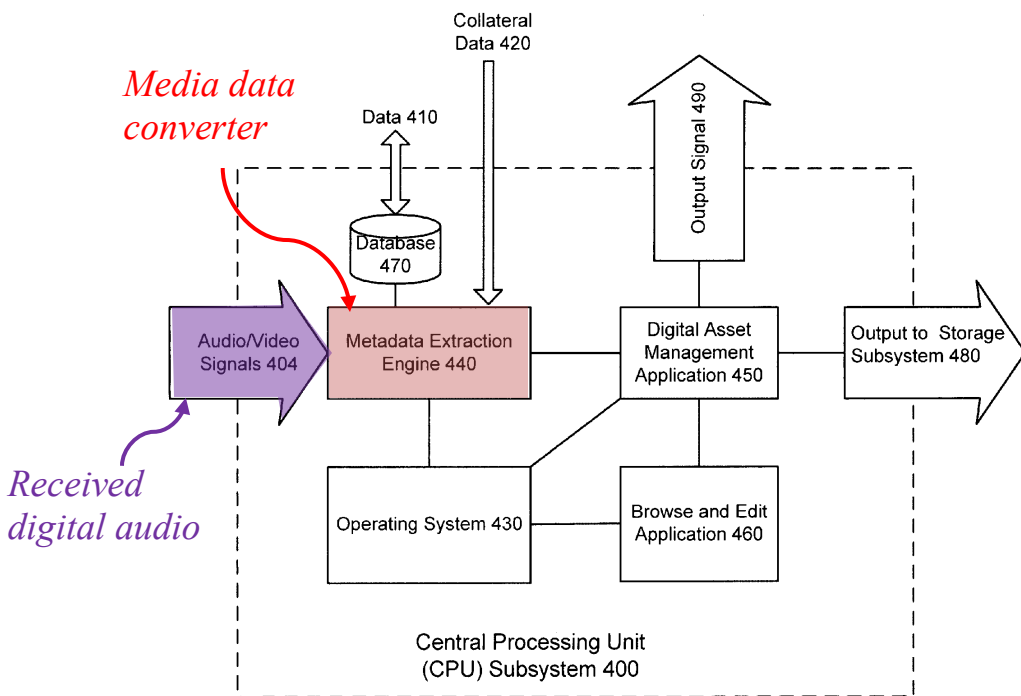 Collateral
Data 420
Media data
converter
Data 410
Output Signal 490
Database
470
Audio/Video
Signals 404
Metadata Extraction
Engine 440
Digital Asset
Management
Application 450
Output to Storage
Subsystem 480
Received
digital audio
Operating System 430
Browse and Edit
Application 460
Central Processing Unit
(CPU) Subsystem 400